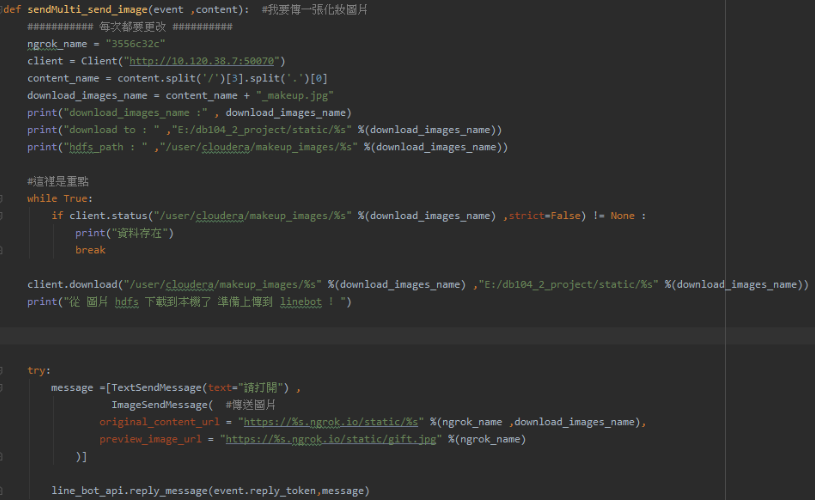 def sendMulti_send_image(event ,content):  #我要傳一張化妝圖片
    ########### 每次都要更改 ##########
    ngrok_name = "3556c32c"
    client = Client("http://10.120.38.7:50070")
    content_name = content.split('/')[3].split('.')[0]
    download_images_name = content_name + "_makeup.jpg"
    print("download_images_name :" , download_images_name)
    print("download to : " ,"E:/db104_2_project/static/%s" %(download_images_name))
    print("hdfs_path : " ,"/user/cloudera/makeup_images/%s" %(download_images_name))

    #這裡是重點
    while True:
        if client.status("/user/cloudera/makeup_images/%s" %(download_images_name) ,strict=False) != None :
            print("資料存在")
            break

    client.download("/user/cloudera/makeup_images/%s" %(download_images_name) ,"E:/db104_2_project/static/%s" %(download_images_name))
    print("從 圖片 hdfs 下載到本機了 準備上傳到 linebot ! ")

    try:
        message =[TextSendMessage(text="請打開") ,
                  ImageSendMessage(  #傳送圖片
                original_content_url = "https://%s.ngrok.io/static/%s" %(ngrok_name ,download_images_name),
                preview_image_url = "https://%s.ngrok.io/static/gift.jpg" %(ngrok_name)
            )]

        line_bot_api.reply_message(event.reply_token,message)